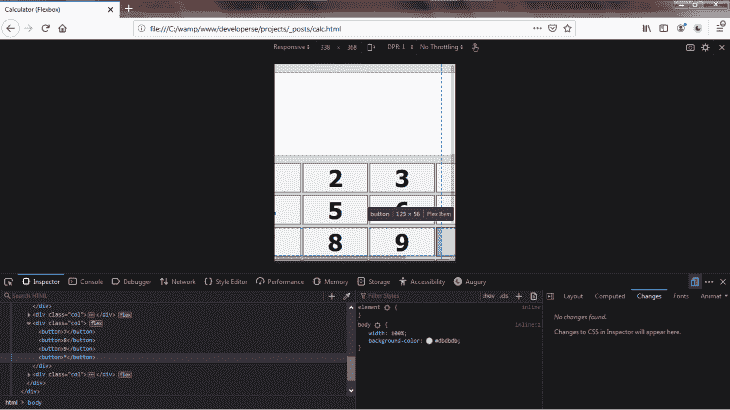 Calculator (Flexbox)
file:///C:/wamp/www/developerse/projects/_posts/calc.html
Responsive 338 × 368 DPR: 1 No Throttling
2 3
5
button 125 × 56 Flex Item
8 9
Inspector Console Debugger Network Style Editor Performance Memory Storage Accessibility Augury
Search HTML
Filter Styles :hov .cls
Layout Computed Changes Fonts Animat
</div>
<div class="col"> </div> flex
<div class="col"> flex
<button>7</button>
<button>8</button>
<button>9</button>
<button>*</button>
</div>
<div class="col"> </div> flex
</div>
</div>
element { inline
}
body { inline:1
width: 100%;
background-color: #dbdbdb;
}
No changes found.
Changes to CSS in Inspector will appear here.
html > body